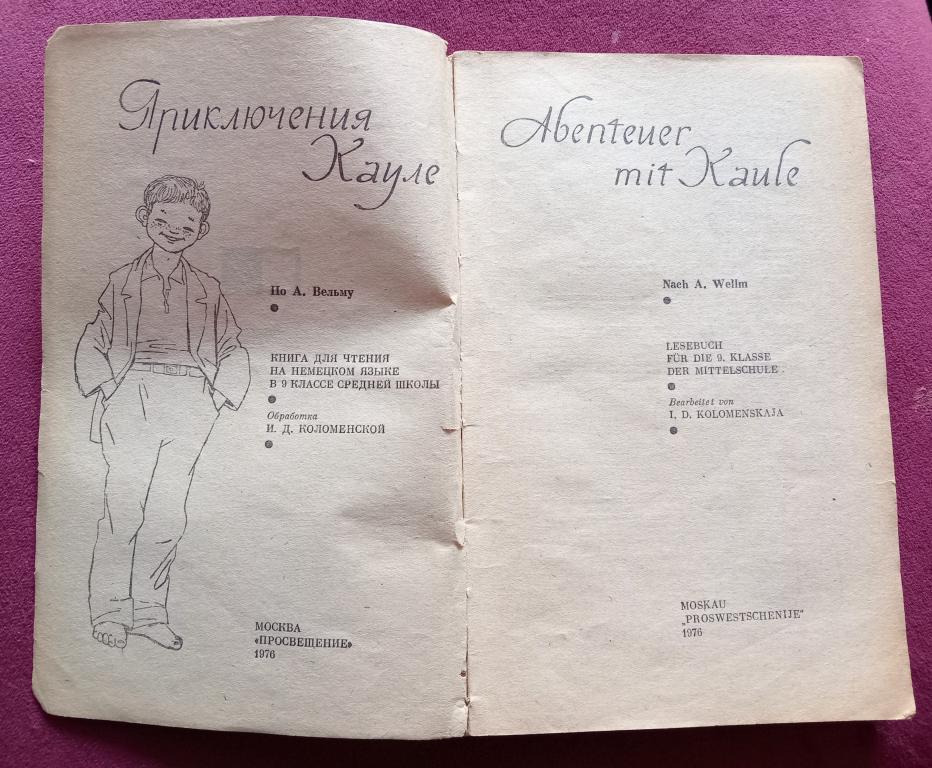 Приключения
Кауле
По А. Вельму
КНИГА ДЛЯ ЧТЕНИЯ
НА НЕМЕЦКОМ ЯЗЫКЕ
В 9 КЛАССЕ СРЕДНЕЙ ШКОЛЫ
Обработка
И. Д. КОЛОМЕНСКОЙ
МОСКВА
«ПРОСВЕЩЕНИЕ»
1976
Abenteuer
mit Kaule
Nach A. Wellm
LESEBUCH
FÜR DIE 9. KLASSE
DER MITTELSCHULE
Bearbeitet von
I. D. KOLOMENSKAJA
MOSKAU
„PROSWESTSCHENIJE“
1976